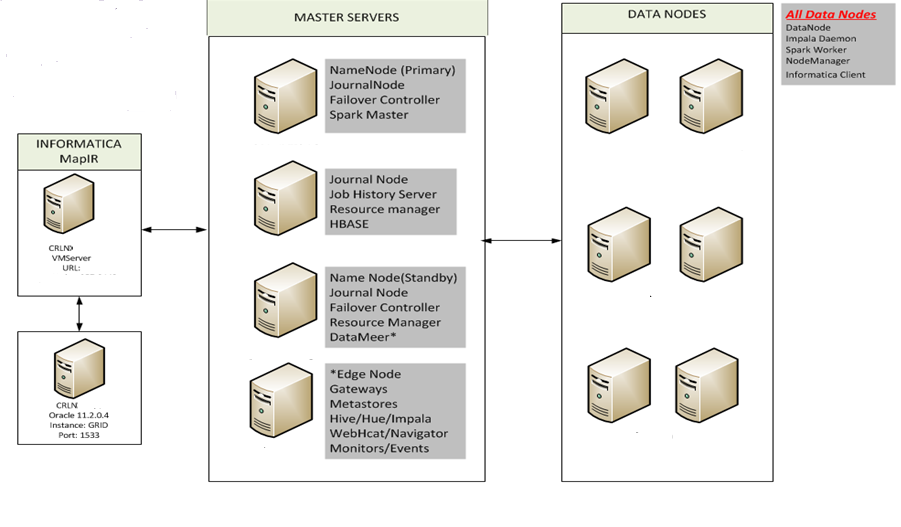 MASTER SERVERS
DATA NODES
All Data Nodes
DataNode
Impala Daemon
Spark Worker
NodeManager
Informatica Client
INFORMATICA
MapIR
VMServer
URL:
Oracle 11.2.0.4
Instance: GRID
Port: 1533
NameNode (Primary)
JournalNode
Failover Controller
Spark Master
Journal Node
Job History Server
Resource manager
HBASE
Name Node(Standby)
Journal Node
Failover Controller
Resource Manager
DataMeer*
*Edge Node
Gateways
Metastores
Hive/Hue/Impala
WebHcat/Navigator
Monitors/Events